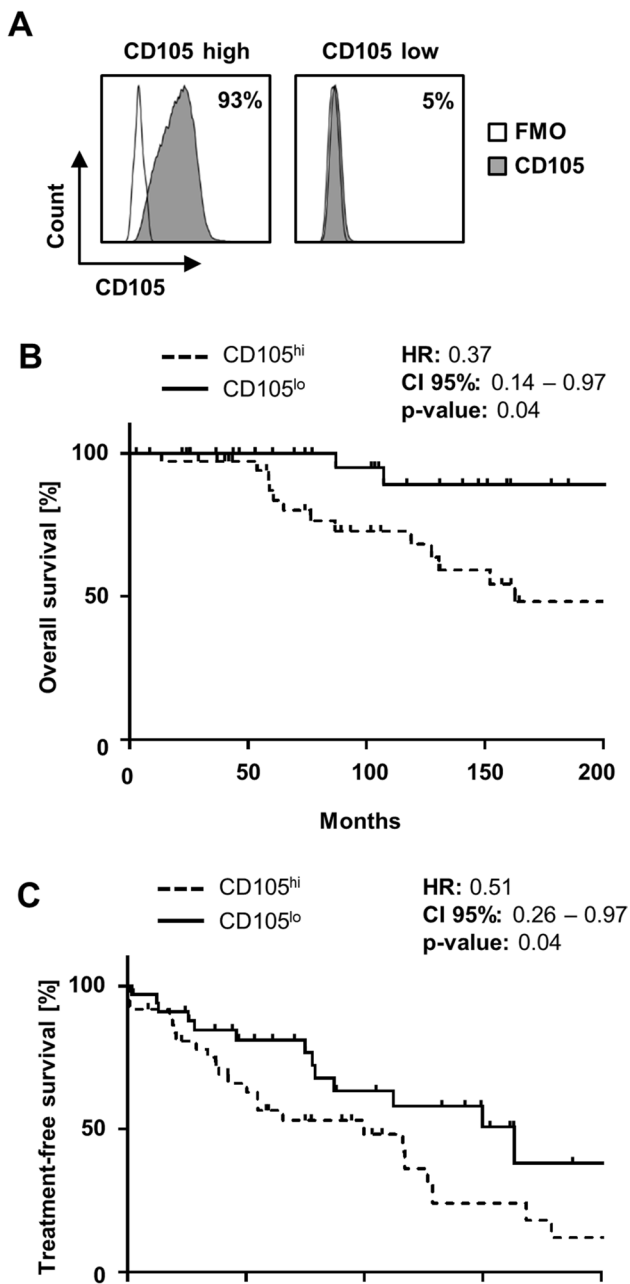 A
CD105 high
CD105 low
93%
5%
FMO
CD105
Count
CD105
B
CD105hi
CD105lo
HR: 0.37
CI 95%: 0.14 – 0.97
p-value: 0.04
Overall survival [%]
100
50
0
0 50 100 150 200
Months
C
CD105hi
CD105lo
HR: 0.51
CI 95%: 0.26 – 0.97
p-value: 0.04
Treatment-free survival [%]
100
50
0